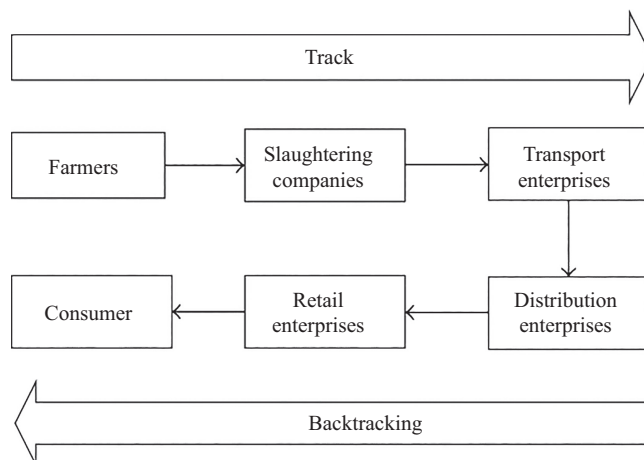 Track
Farmers
Slaughtering
companies
Transport
enterprises
Consumer
Retail
enterprises
Distribution
enterprises
Backtracking